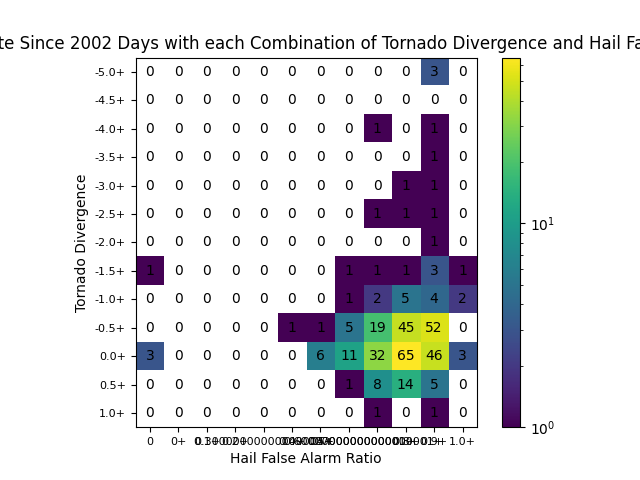 te Since 2002 Days with each Combination of Tornado Divergence and Hail Fa
-5.0+ 0 0 0 0 0 0 0 0 0 0 3 0
-4.5+ 0 0 0 0 0 0 0 0 0 0 0 0
-4.0+ 0 0 0 0 0 0 0 0 1 0 1 0
-3.5+ 0 0 0 0 0 0 0 0 0 0 1 0
-3.0+ 0 0 0 0 0 0 0 0 0 1 1 0
-2.5+ 0 0 0 0 0 0 0 0 1 1 1 0
-2.0+ 0 0 0 0 0 0 0 0 0 0 1 0
-1.5+ 1 0 0 0 0 0 0 1 1 1 3 1
-1.0+ 0 0 0 0 0 0 0 1 2 5 4 2
-0.5+ 0 0 0 0 0 1 1 5 19 45 52 0
0.0+ 3 0 0 0 0 0 6 11 32 65 46 3
0.5+ 0 0 0 0 0 0 0 1 8 14 5 0
1.0+ 0 0 0 0 0 0 0 0 1 0 1 0
0 0+ 1.0+
Hail False Alarm Ratio
Tornado Divergence
10¹
10⁰